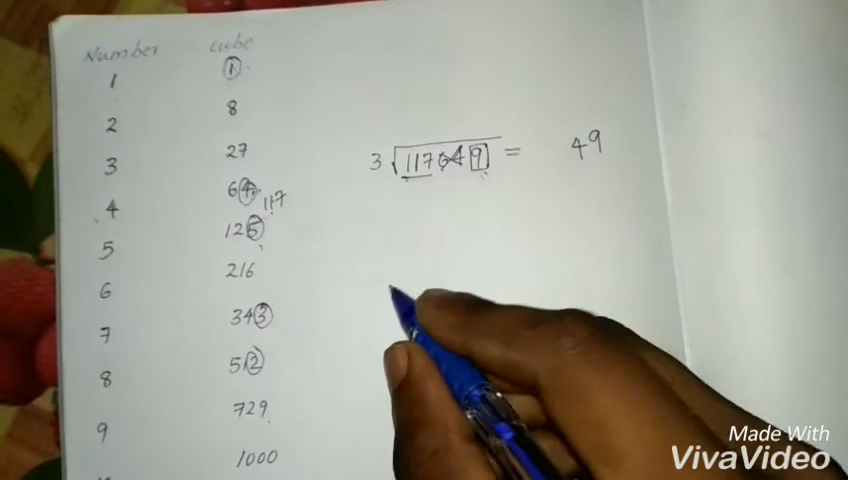 Number cube
1 1
2 8
3 27
3√117649 = 49
4 64
117
5 125
6 216
7 343
8 512
9 729
1000
Made With
VivaVideo